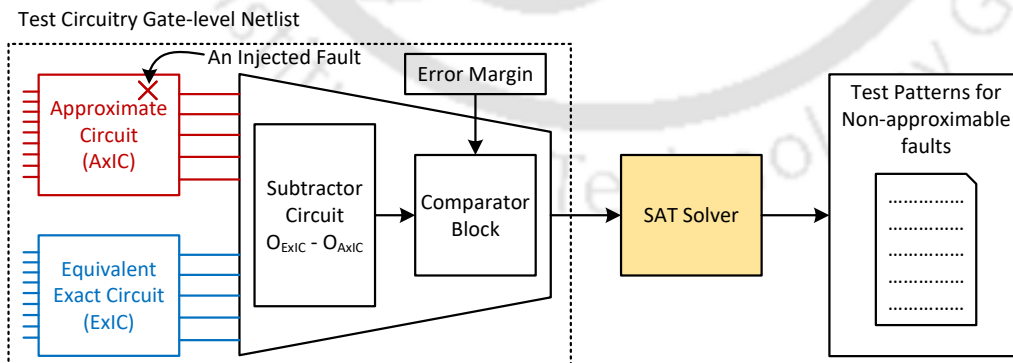 Test Circuitry Gate-level Netlist
An Injected Fault
Approximate
Circuit
(AxIC)
Error Margin
Subtractor
Circuit
OExIC - OAxIC
Comparator
Block
Equivalent
Exact Circuit
(ExIC)
SAT Solver
Test Patterns for
Non-approximable
faults
...............
...............
...............
...............
...............